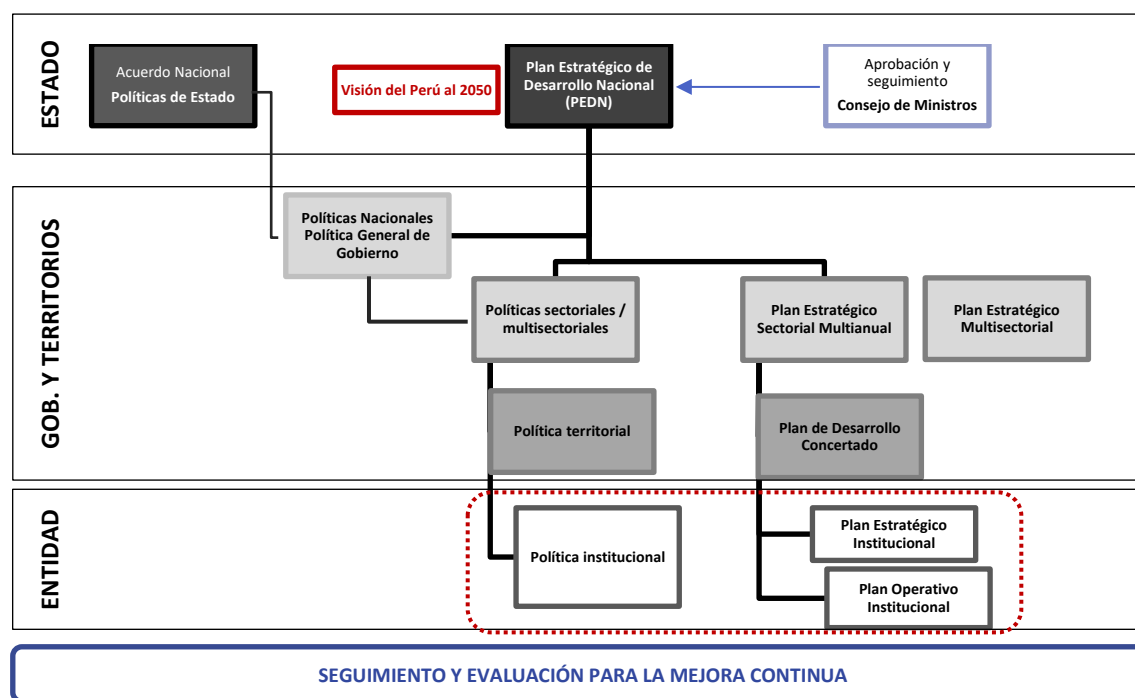 ESTADO
Acuerdo Nacional
Políticas de Estado
Visión del Perú al 2050
Plan Estratégico de
Desarrollo Nacional
(PEDN)
Aprobación y
seguimiento
Consejo de Ministros
GOB. Y TERRITORIOS
Políticas Nacionales
Política General de
Gobierno
Políticas sectoriales /
multisectoriales
Plan Estratégico
Sectorial Multianual
Plan Estratégico
Multisectorial
Política territorial
Plan de Desarrollo
Concertado
ENTIDAD
Política institucional
Plan Estratégico
Institucional
Plan Operativo
Institucional
SEGUIMIENTO Y EVALUACIÓN PARA LA MEJORA CONTINUA